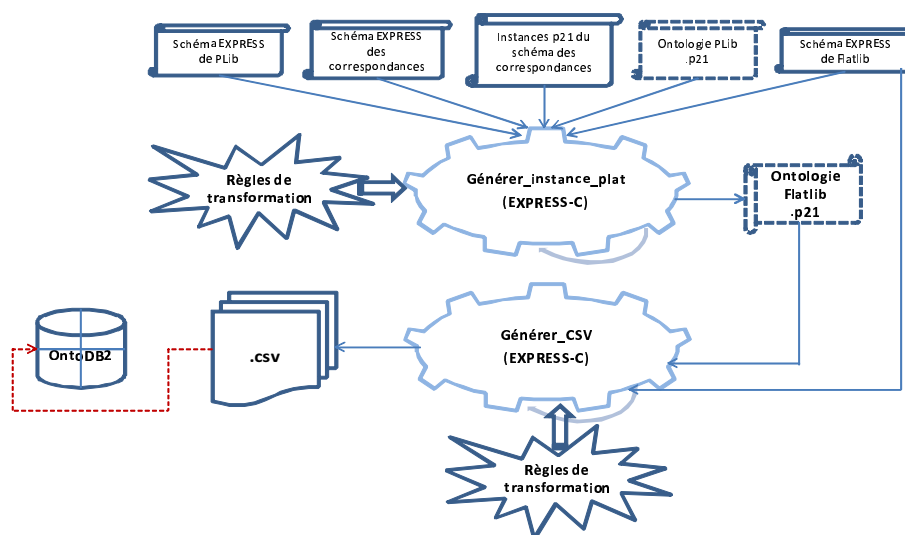 Schéma EXPRESS
de PLib
Schéma EXPRESS
des
correspondances
Instances p21 du
schéma des
correspondances
Ontologie PLib
.p21
Schéma EXPRESS
de Flatlib
Règles de
transformation
Générer_instance_plat
(EXPRESS-C)
Ontologie
Flatlib
.p21
OntoDB2
.csv
Générer_CSV
(EXPRESS-C)
Règles de
transformation